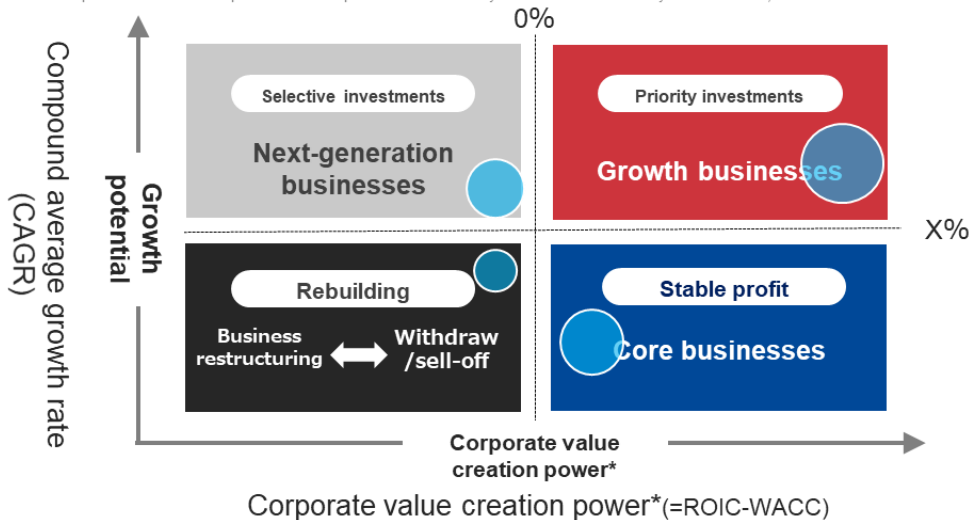 0%
Selective investments
Priority investments
Next-generation
businesses
Growth businesses
Compound average growth rate
(CAGR)
Growth
potential
X%
Rebuilding
Stable profit
Business
restructuring
Withdraw
/sell-off
Core businesses
Corporate value
creation power*
Corporate value creation power*(=ROIC-WACC)